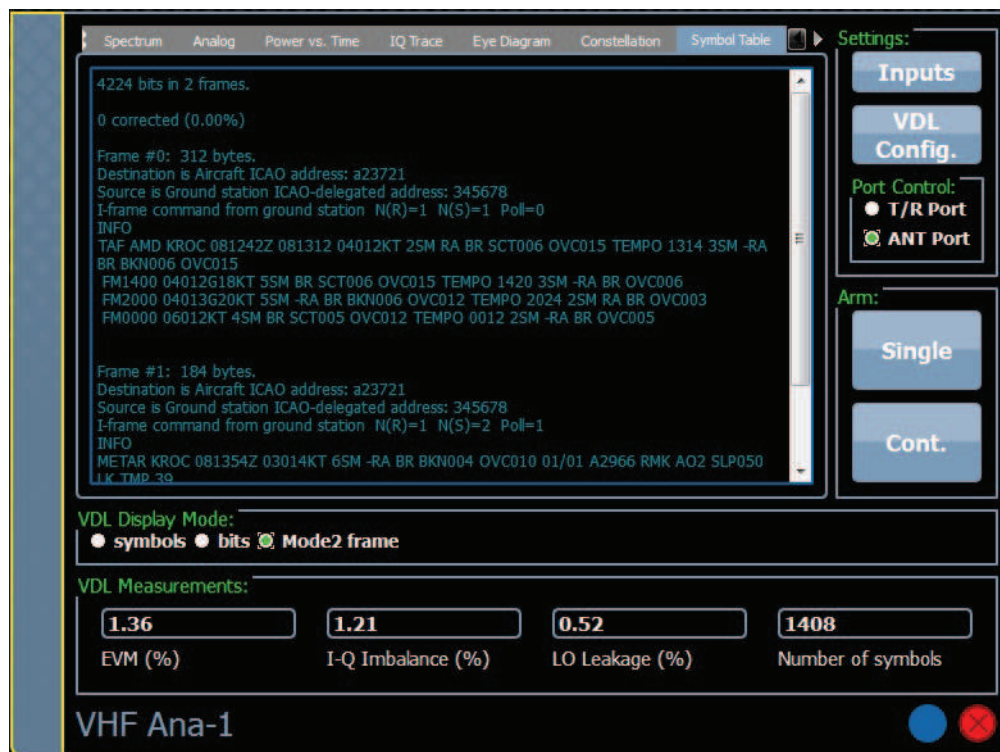 Spectrum Analog Power vs. Time IQ Trace Eye Diagram Constellation Symbol Table
4224 bits in 2 frames.
0 corrected (0.00%)
Frame #0: 312 bytes.
Destination is Aircraft ICAO address: a23721
Source is Ground station ICAO-delegated address: 345678
I-frame command from ground station N(R)=1 N(S)=1 Poll=0
INFO
TAF AMD KROC 081242Z 081312 04012KT 2SM RA BR SCT006 OVC015 TEMPO 1314 3SM -RA
BR BKN006 OVC015
FM1400 04012G18KT 5SM BR SCT006 OVC015 TEMPO 1420 3SM -RA BR OVC006
FM2000 04013G20KT 5SM -RA BR BKN006 OVC012 TEMPO 2024 2SM RA BR OVC003
FM0000 06012KT 4SM BR SCT005 OVC012 TEMPO 0012 2SM -RA BR OVC005
Frame #1: 184 bytes.
Destination is Aircraft ICAO address: a23721
Source is Ground station ICAO-delegated address: 345678
I-frame command from ground station N(R)=1 N(S)=2 Poll=1
INFO
METAR KROC 081354Z 03014KT 6SM -RA BR BKN004 OVC010 01/01 A2966 RMK AO2 SLP050
LK TMP 39
Settings:
Inputs
VDL
Config.
Port Control:
T/R Port
ANT Port
Arm:
Single
Cont.
VDL Display Mode:
symbols bits Mode2 frame
VDL Measurements:
1.36 1.21 0.52 1408
EVM (%) I-Q Imbalance (%) LO Leakage (%) Number of symbols
VHF Ana-1